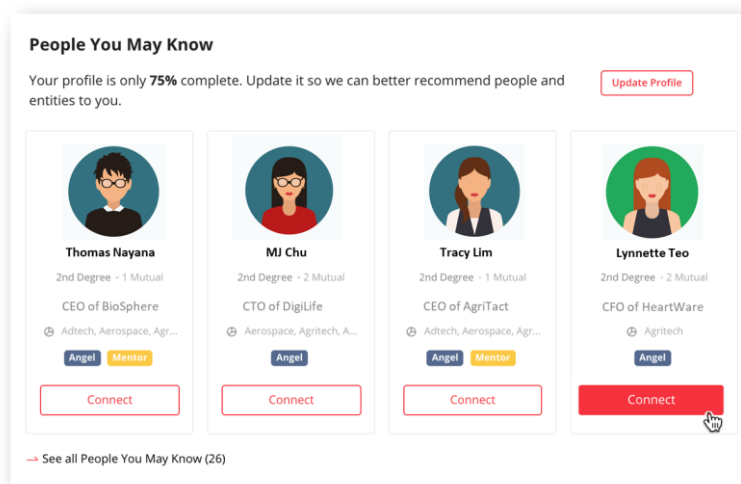 People You May Know
Your profile is only 75% complete. Update it so we can better recommend people and
entities to you.
Update Profile
Thomas Nayana
2nd Degree • 1 Mutual
CEO of BioSphere
Adtech, Aerospace, Agr...
Angel Mentor
Connect
MJ Chu
2nd Degree • 2 Mutual
CTO of DigiLife
Aerospace, Agritech, A...
Angel
Connect
Tracy Lim
2nd Degree • 1 Mutual
CEO of AgriTact
Adtech, Aerospace, Agr...
Angel Mentor
Connect
Lynnette Teo
2nd Degree • 2 Mutual
CFO of HeartWare
Agritech
Angel
Connect
See all People You May Know (26)